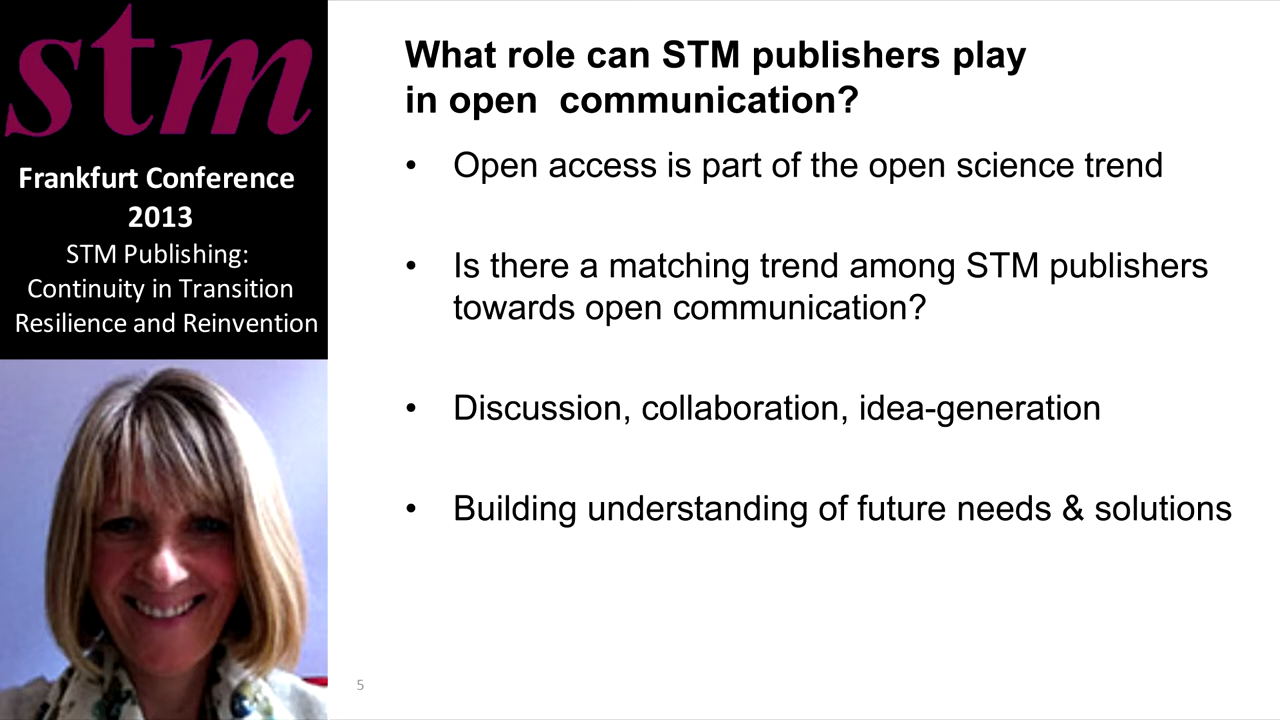 stm
Frankfurt Conference
2013
STM Publishing:
Continuity in Transition
Resilience and Reinvention
What role can STM publishers play
in open  communication?
• Open access is part of the open science trend
• Is there a matching trend among STM publishers
towards open communication?
• Discussion, collaboration, idea-generation
• Building understanding of future needs & solutions
5